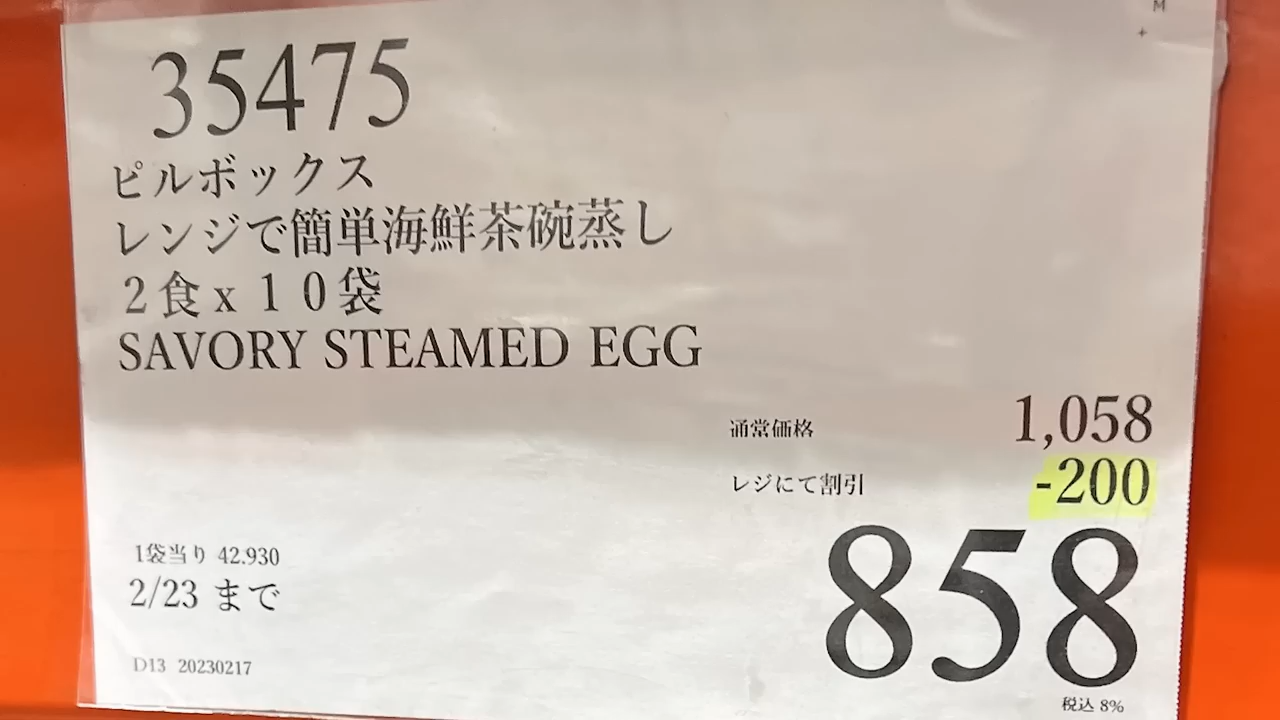 M
+
35475
ピルボックス
レンジで簡単海鮮茶碗蒸し
２食ｘ１０袋
SAVORY STEAMED EGG
通常価格 1,058
レジにて割引 -200
858
1袋当り 42.930
2/23 まで
D13 20230217
税込 8%